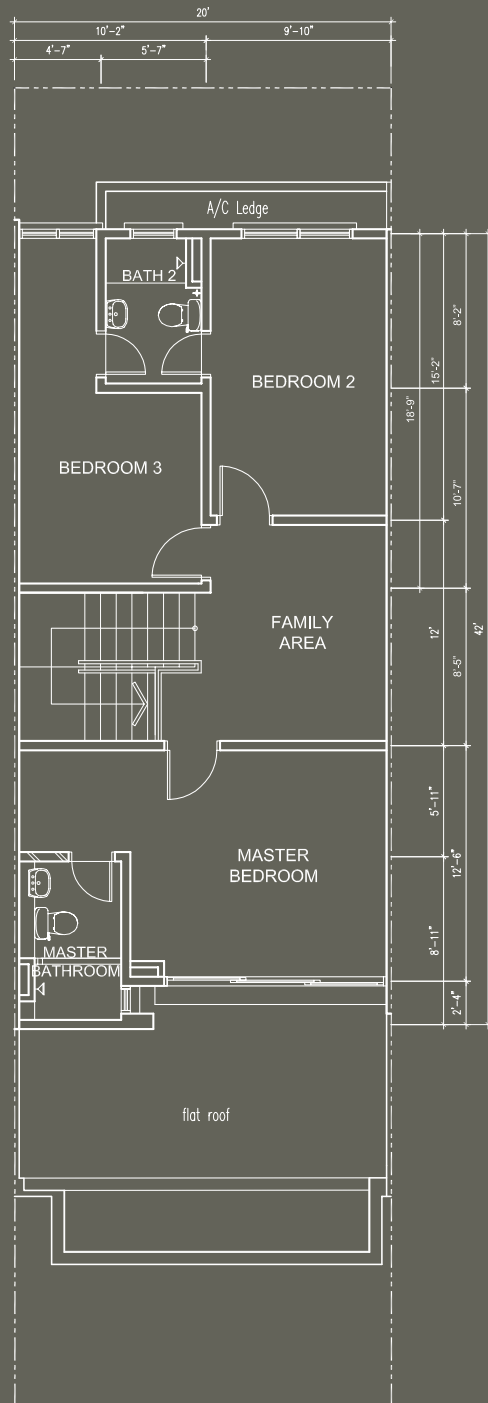 20'
10'-2" 9'-10"
4'-7" 5'-7"
A/C Ledge
BATH 2
BEDROOM 2
BEDROOM 3
FAMILY
AREA
MASTER
BEDROOM
MASTER
BATHROOM
flat roof
8'-2"
15'-2"
18'-9"
10'-7"
12'
8'-5"
42'
5'-11"
12'-6"
8'-11"
2'-4"